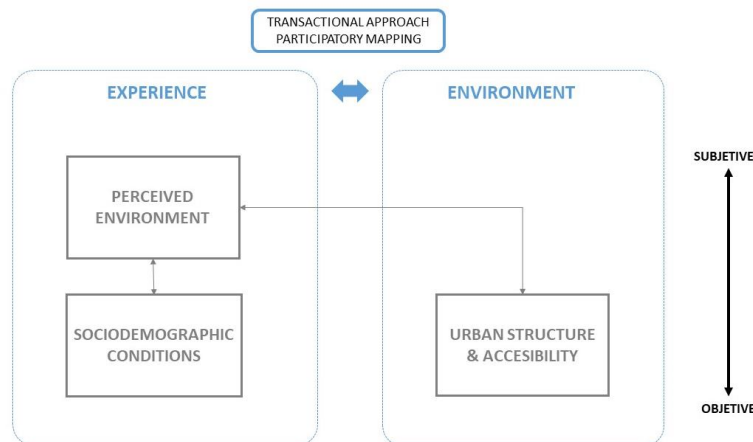 TRANSACTIONAL APPROACH
PARTICIPATORY MAPPING
EXPERIENCE
ENVIRONMENT
SUBJETIVE
PERCEIVED
ENVIRONMENT
SOCIODEMOGRAPHIC
CONDITIONS
URBAN STRUCTURE
& ACCESIBILITY
OBJETIVE